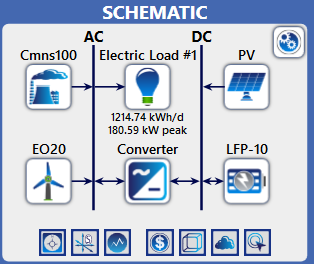 SCHEMATIC
AC
DC
Cmns100
Electric Load #1
PV
1214.74 kWh/d
180.59 kW peak
EO20
Converter
LFP-10